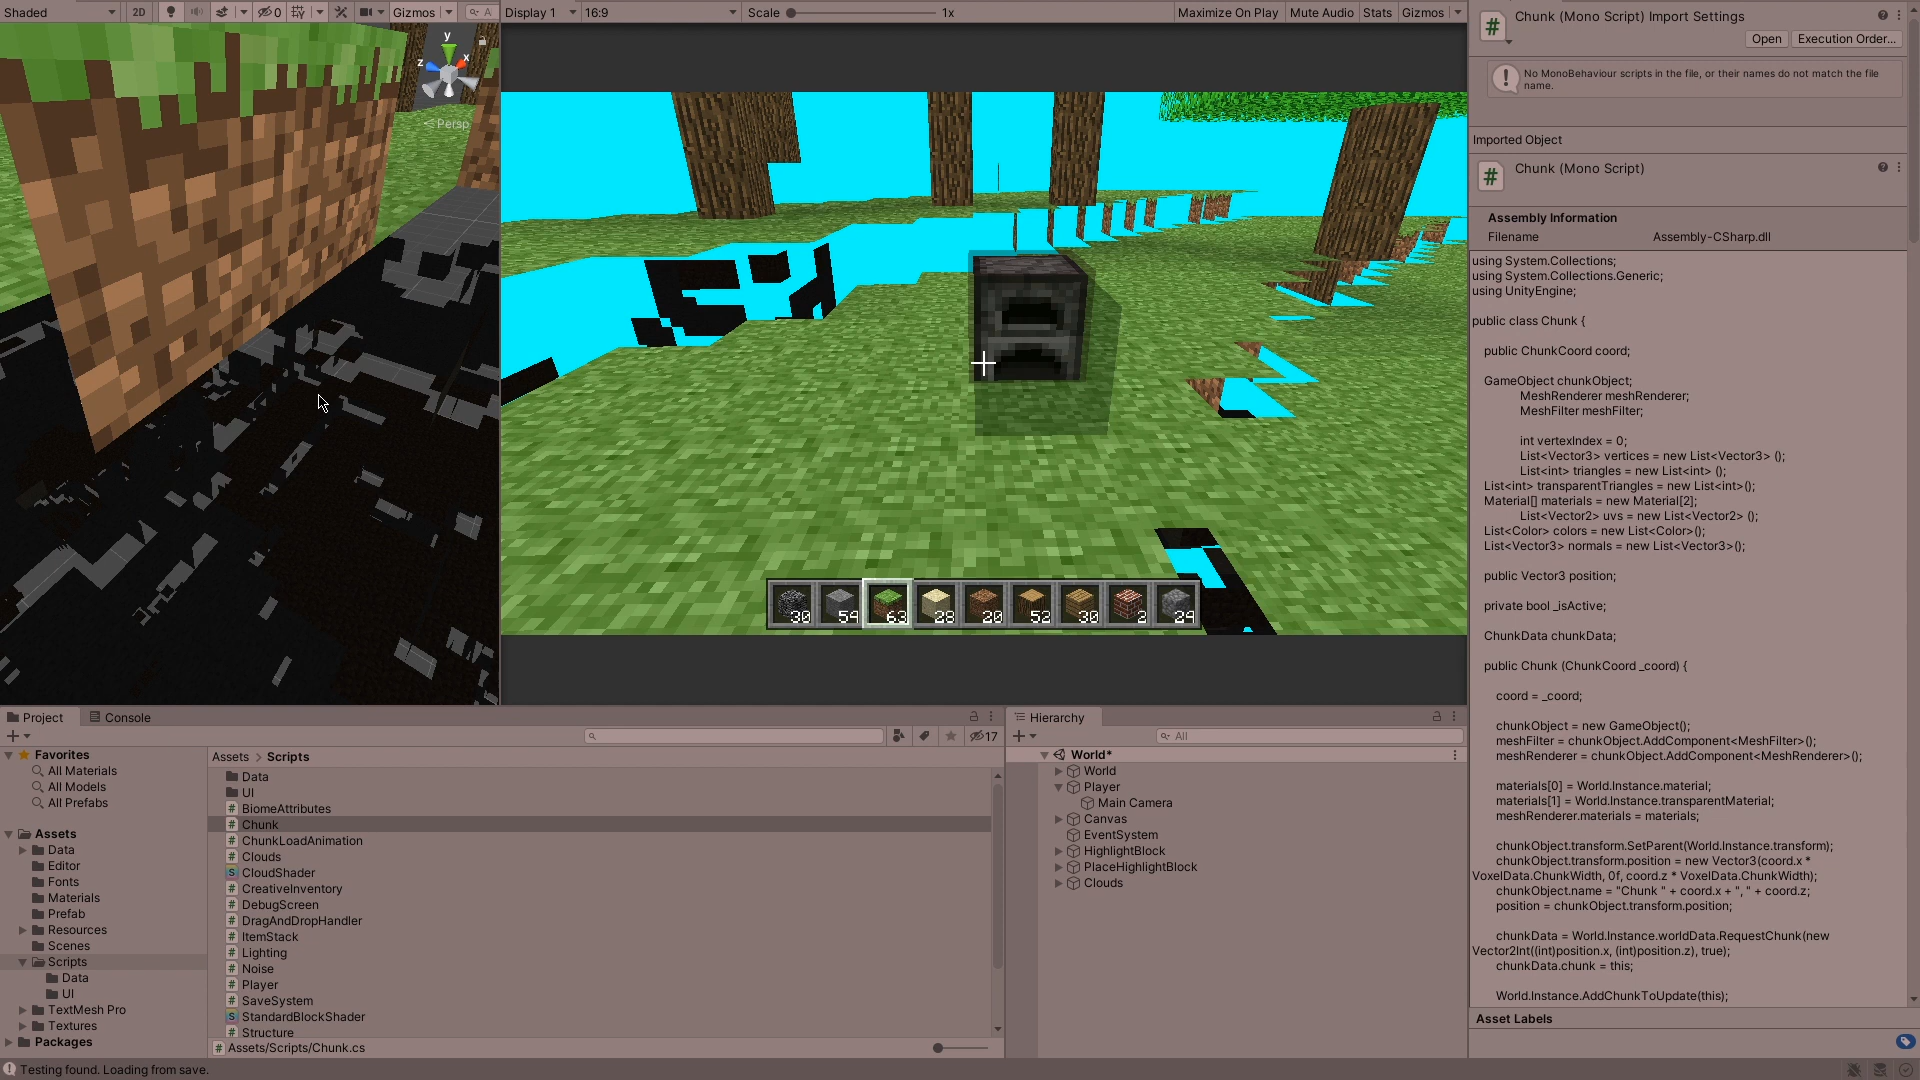 Shaded
2D
0
Gizmos
A
Display 1
16:9
Scale
1x
Maximize On Play
Mute Audio
Stats
Gizmos
y
z
x
Persp
30
54
63
28
20
52
30
2
24
# Chunk (Mono Script) Import Settings
Open
Execution Order...
No MonoBehaviour scripts in the file, or their names do not match the file
name.
Imported Object
# Chunk (Mono Script)
Assembly Information
Filename Assembly-CSharp.dll
using System.Collections;
using System.Collections.Generic;
using UnityEngine;
public class Chunk {
public ChunkCoord coord;
GameObject chunkObject;
MeshRenderer meshRenderer;
MeshFilter meshFilter;
int vertexIndex = 0;
List<Vector3> vertices = new List<Vector3> ();
List<int> triangles = new List<int> ();
List<int> transparentTriangles = new List<int>();
Material[] materials = new Material[2];
List<Vector2> uvs = new List<Vector2> ();
List<Color> colors = new List<Color>();
List<Vector3> normals = new List<Vector3>();
public Vector3 position;
private bool _isActive;
ChunkData chunkData;
public Chunk (ChunkCoord _coord) {
coord = _coord;
chunkObject = new GameObject();
meshFilter = chunkObject.AddComponent<MeshFilter>();
meshRenderer = chunkObject.AddComponent<MeshRenderer>();
materials[0] = World.Instance.material;
materials[1] = World.Instance.transparentMaterial;
meshRenderer.materials = materials;
chunkObject.transform.SetParent(World.Instance.transform);
chunkObject.transform.position = new Vector3(coord.x *
VoxelData.ChunkWidth, 0f, coord.z * VoxelData.ChunkWidth);
chunkObject.name = "Chunk " + coord.x + ", " + coord.z;
position = chunkObject.transform.position;
chunkData = World.Instance.worldData.RequestChunk(new
Vector2Int((int)position.x, (int)position.z), true);
chunkData.chunk = this;
World.Instance.AddChunkToUpdate(this);
Asset Labels
Project
Console
17
Favorites
All Materials
All Models
All Prefabs
Assets
Data
Editor
Fonts
Materials
Prefab
Resources
Scenes
Scripts
Data
UI
TextMesh Pro
Textures
Packages
Assets > Scripts
Data
UI
# BiomeAttributes
# Chunk
# ChunkLoadAnimation
# Clouds
S CloudShader
# CreativeInventory
# DebugScreen
# DragAndDropHandler
# ItemStack
# Lighting
# Noise
# Player
# SaveSystem
S StandardBlockShader
# Structure
# Assets/Scripts/Chunk.cs
Hierarchy
All
World*
World
Player
Main Camera
Canvas
EventSystem
HighlightBlock
PlaceHighlightBlock
Clouds
Testing found. Loading from save.